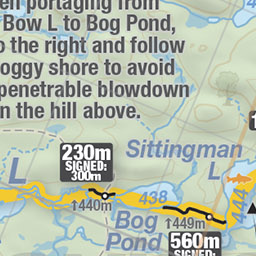 en portaging from
Bow L to Bog Pond,
o the right and follow
oggy shore to avoid
penetrable blowdown
n the hill above.
230m
SIGNED:
300m
Sittingman
L
L
↑440m
438
444
Bog
Pond
↑449m
560m
SIGNED: